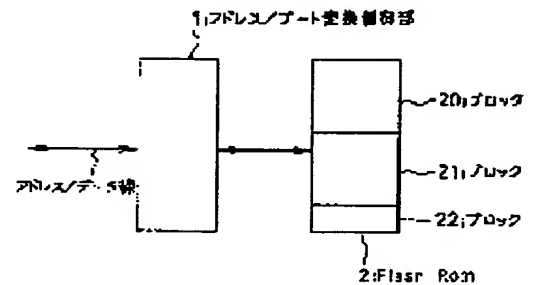 1;アドレス／データ変換制御部
20;ブロック
アドレス／データ線
21;ブロック
22;ブロック
2:Flash Rom